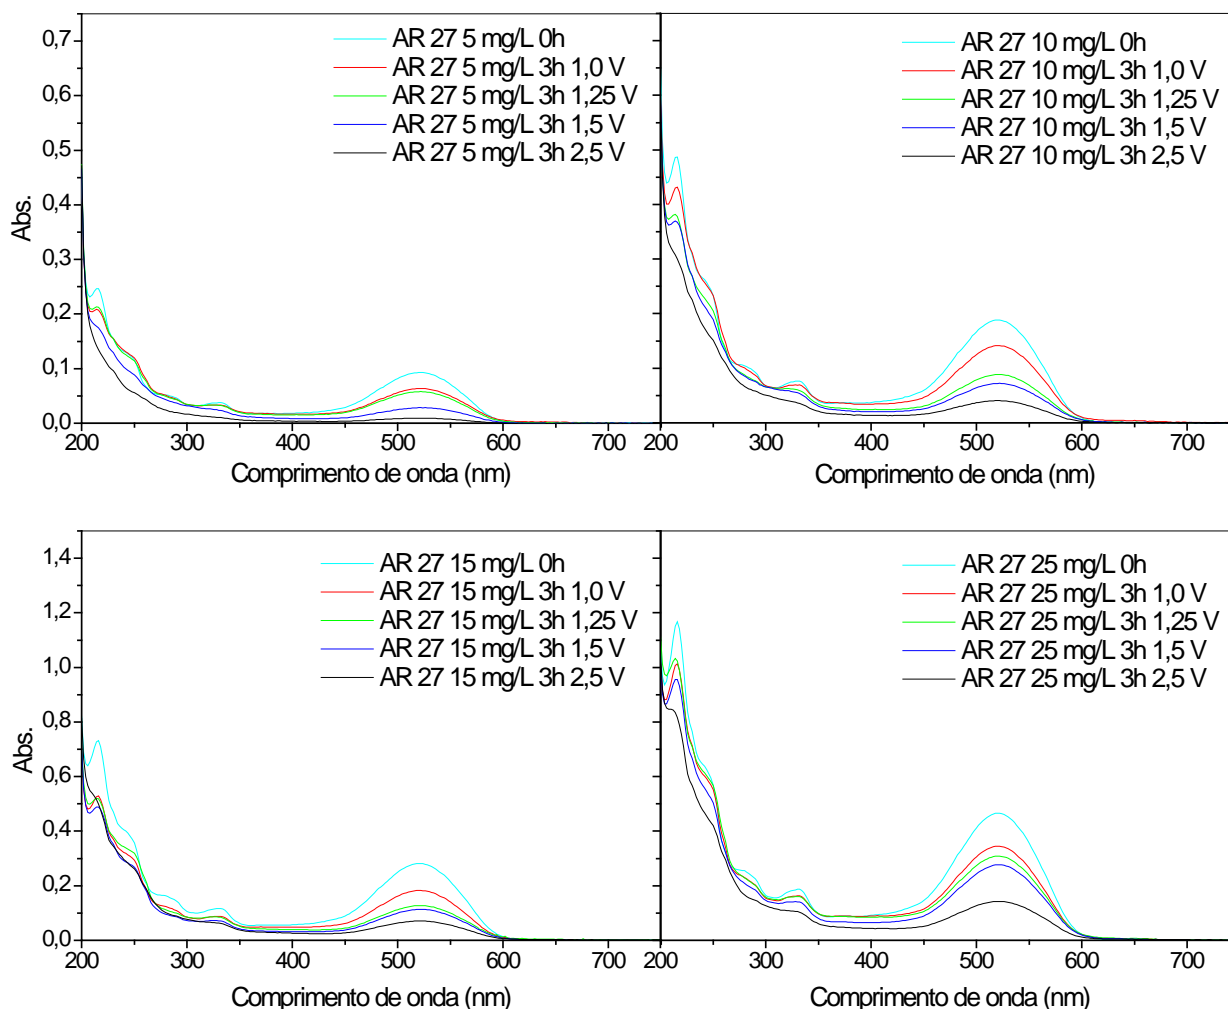 0,7
0,6
0,5
0,4
0,3
0,2
0,1
0,0
Abs.
AR 27 5 mg/L 0h
AR 27 5 mg/L 3h 1,0 V
AR 27 5 mg/L 3h 1,25 V
AR 27 5 mg/L 3h 1,5 V
AR 27 5 mg/L 3h 2,5 V
200 300 400 500 600 700
Comprimento de onda (nm)
AR 27 10 mg/L 0h
AR 27 10 mg/L 3h 1,0 V
AR 27 10 mg/L 3h 1,25 V
AR 27 10 mg/L 3h 1,5 V
AR 27 10 mg/L 3h 2,5 V
200 300 400 500 600 700
Comprimento de onda (nm)
1,4
1,2
1,0
0,8
0,6
0,4
0,2
0,0
Abs.
AR 27 15 mg/L 0h
AR 27 15 mg/L 3h 1,0 V
AR 27 15 mg/L 3h 1,25 V
AR 27 15 mg/L 3h 1,5 V
AR 27 15 mg/L 3h 2,5 V
200 300 400 500 600 700
Comprimento de onda (nm)
AR 27 25 mg/L 0h
AR 27 25 mg/L 3h 1,0 V
AR 27 25 mg/L 3h 1,25 V
AR 27 25 mg/L 3h 1,5 V
AR 27 25 mg/L 3h 2,5 V
200 300 400 500 600 700
Comprimento de onda (nm)